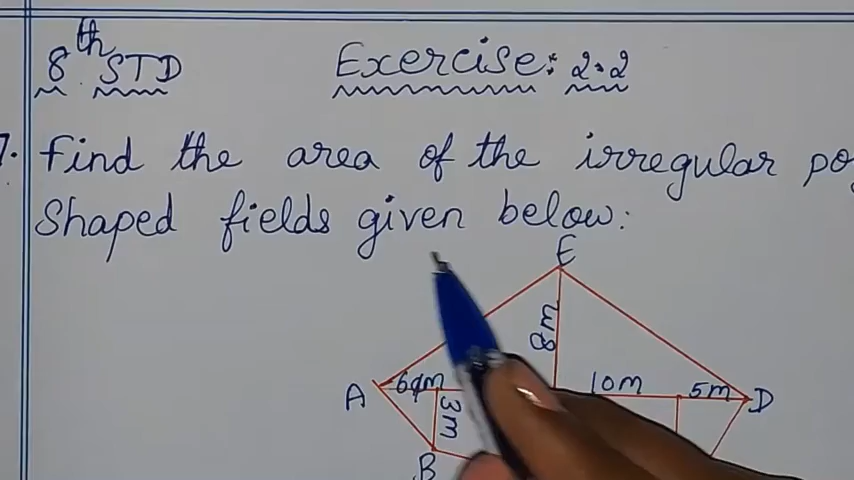 8th STD Exercise: 2.2
7. Find the area of the irregular
Shaped fields given below:
E
8m
A 6m 10m 5m D
3m
B